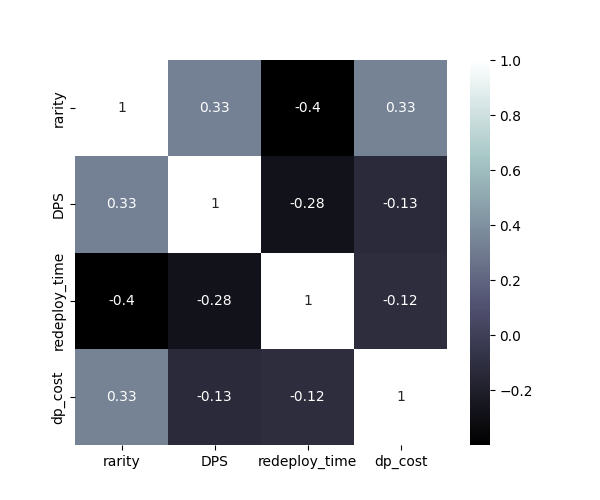 rarity 1 0.33 -0.4 0.33
DPS 0.33 1 -0.28 -0.13
redeploy_time -0.4 -0.28 1 -0.12
dp_cost 0.33 -0.13 -0.12 1
rarity DPS redeploy_time dp_cost
1.0
0.8
0.6
0.4
0.2
0.0
−0.2